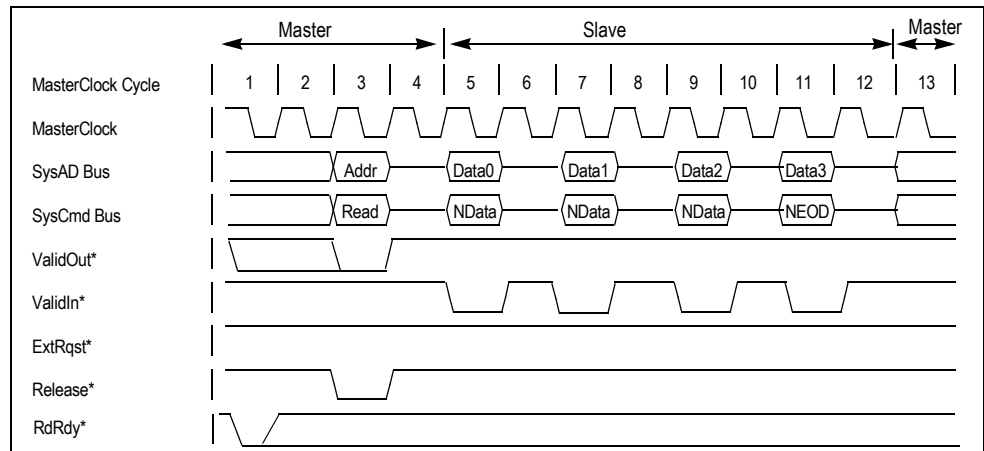 Master Slave Master
MasterClock Cycle 1 2 3 4 5 6 7 8 9 10 11 12 13
MasterClock
SysAD Bus Addr Data0 Data1 Data2 Data3
SysCmd Bus Read NData NData NData NEOD
ValidOut*
ValidIn*
ExtRqst*
Release*
RdRdy*